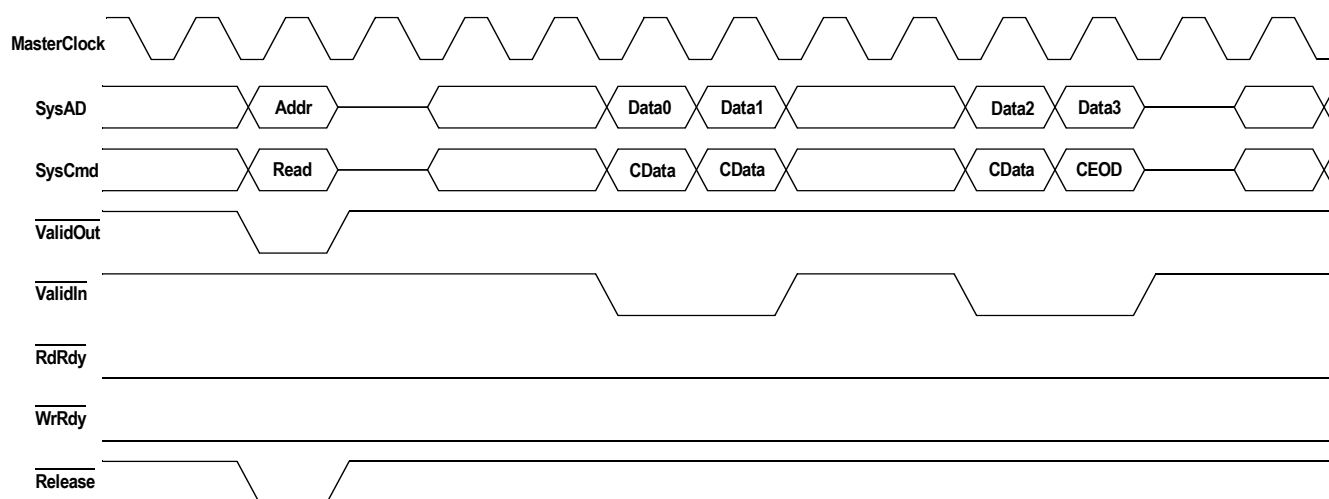 MasterClock
SysAD Addr Data0 Data1 Data2 Data3
SysCmd Read CData CData CData CEOD
ValidOut
ValidIn
RdRdy
WrRdy
Release